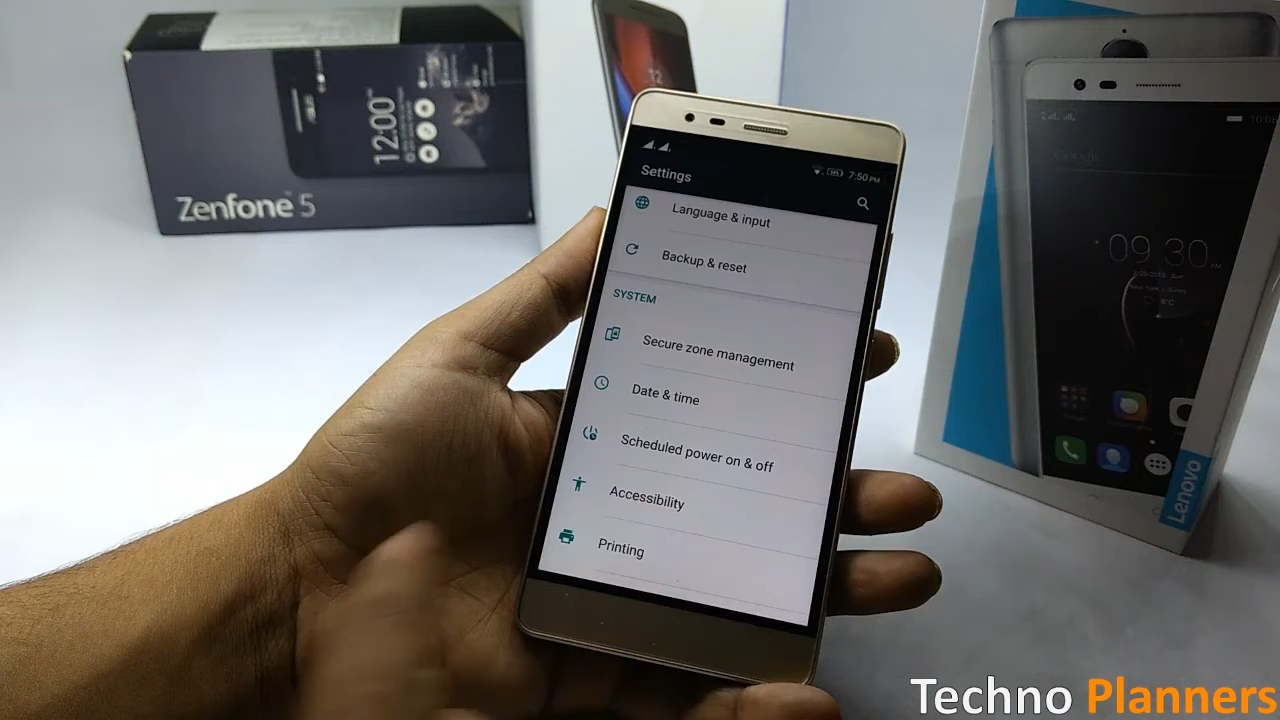 12:00
Zenfone 5
12
7:50 PM
Settings
Language & input
Backup & reset
SYSTEM
Secure zone management
Date & time
Scheduled power on & off
Accessibility
Printing
09 30
Lenovo
Techno Planners